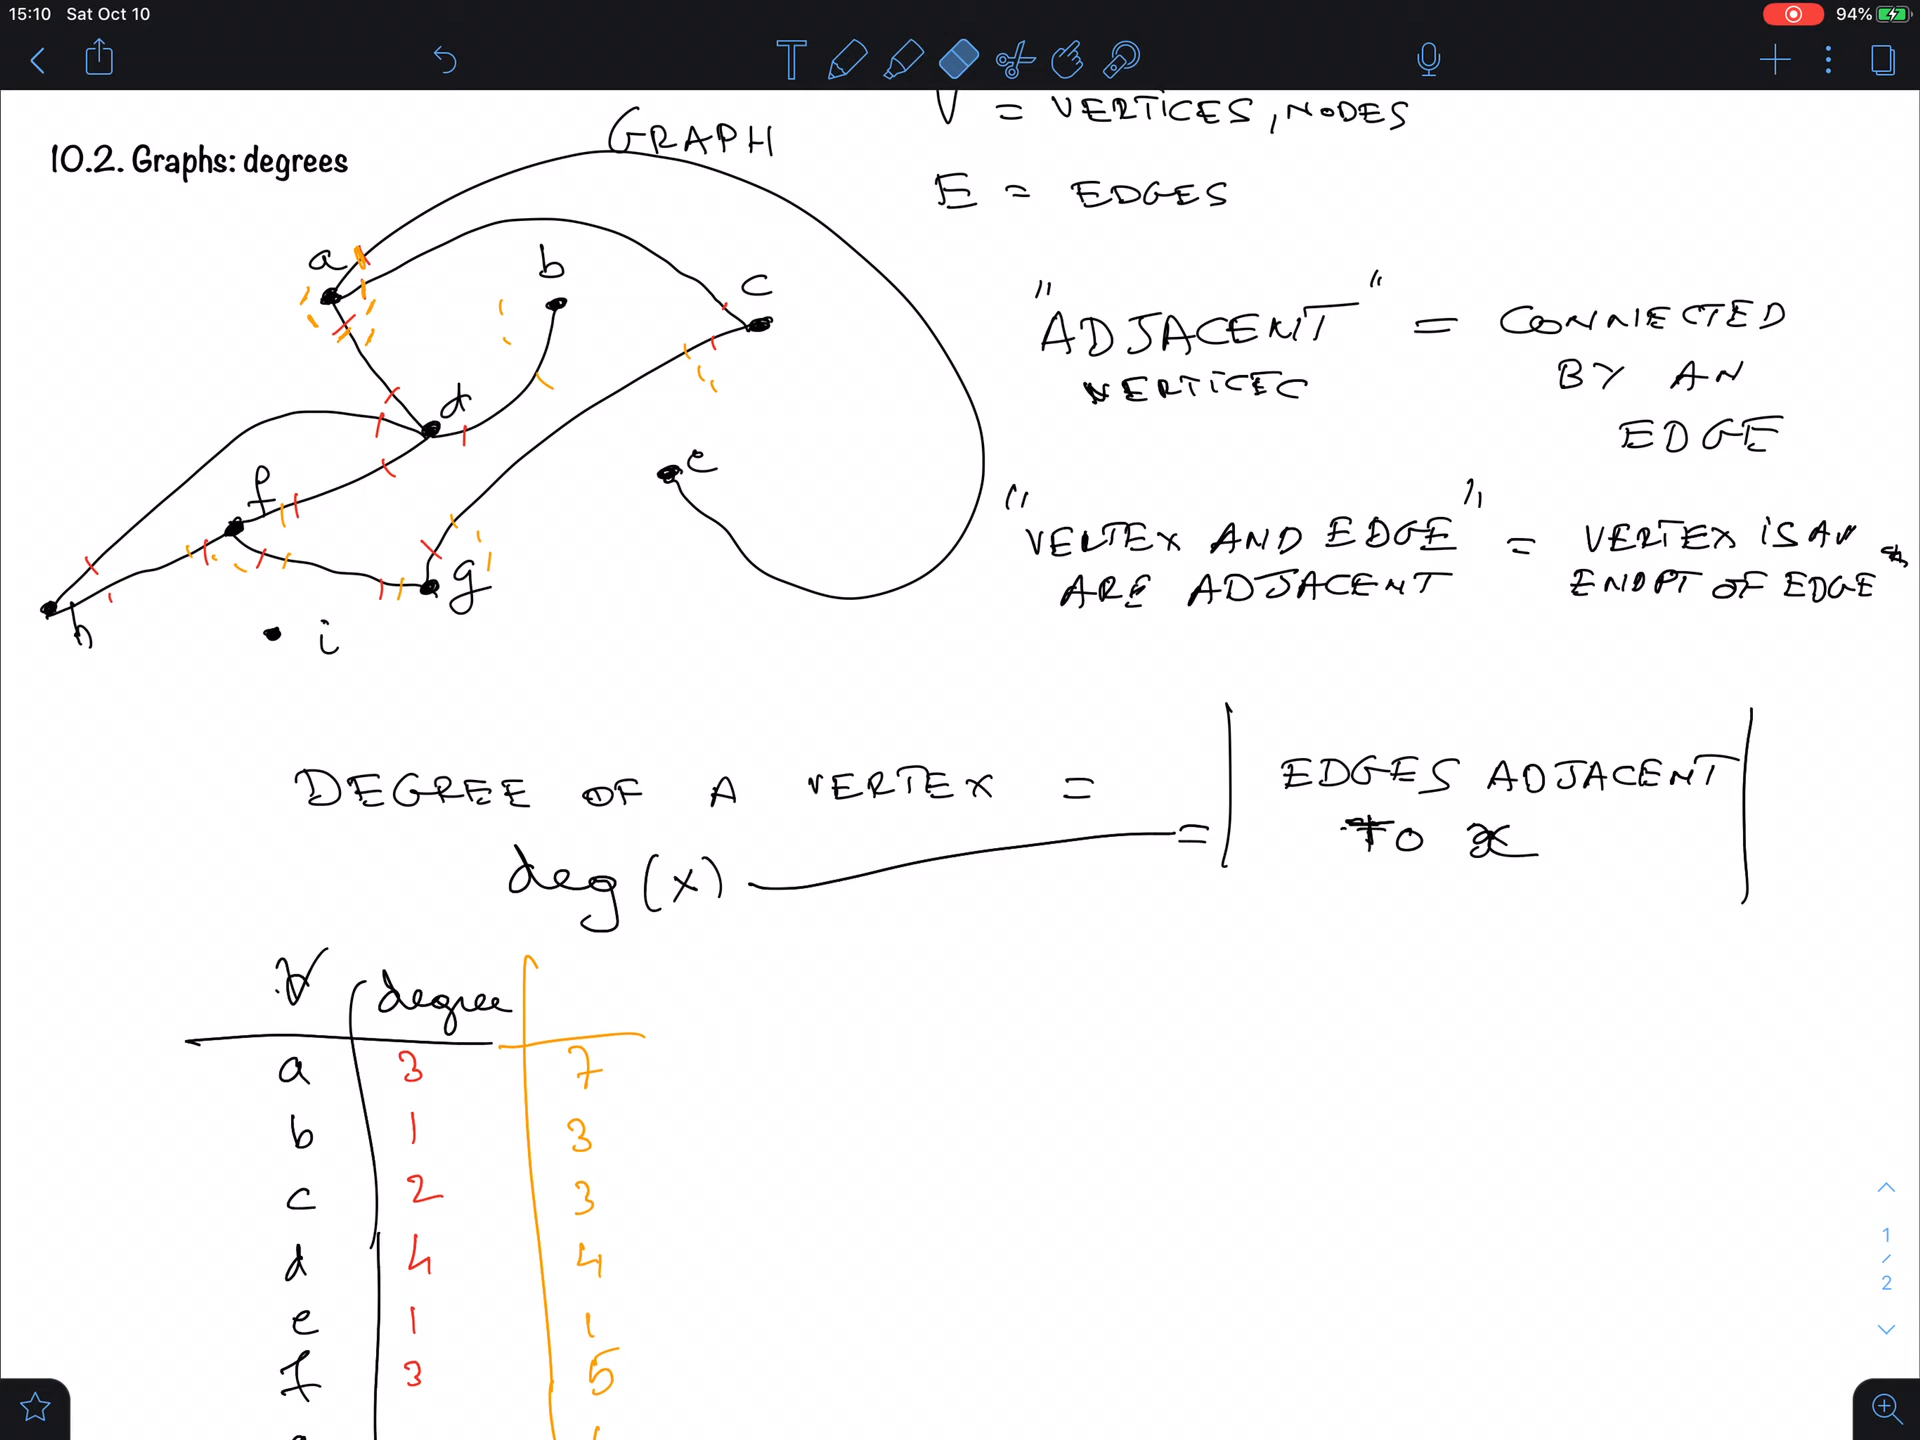 15:10 Sat Oct 10
94%
10.2. Graphs: degrees
GRAPH
V = VERTICES, NODES
E = EDGES
a
b
c
d
e
f
g
h
i
"ADJACENT" = CONNECTED
VERTICEC BY AN
EDGE
"VERTEX AND EDGE" = VERTEX IS AN
ARE ADJACENT ENDPT OF EDGE
DEGREE OF A VERTEX = | EDGES ADJACENT |
deg(x) = TO x
V degree
a 3 7
b 1 3
c 2 3
d 4 4
e 1 1
f 3 5
1
/
2